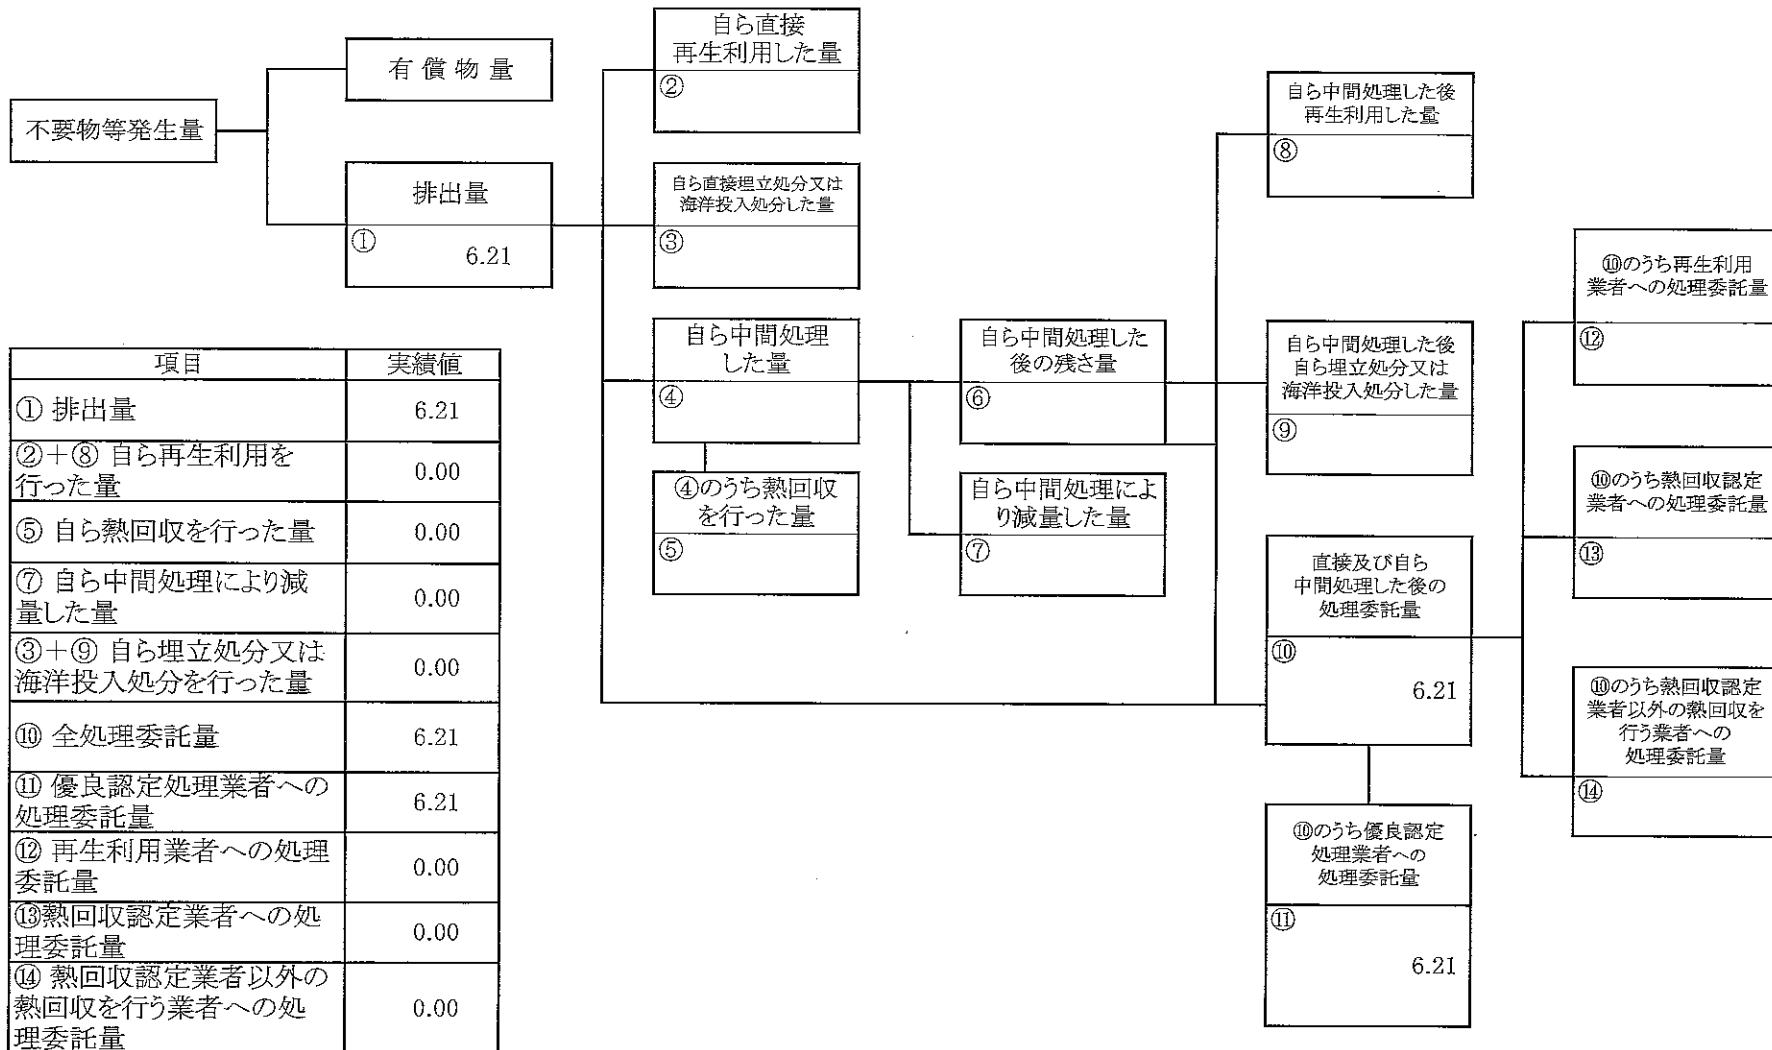 不要物等発生量
有償物量
排出量
①
6.21
自ら直接
再生利用した量
②
自ら直接埋立処分又は
海洋投入処分した量
③
自ら中間処理
した量
④
④のうち熱回収
を行った量
⑤
自ら中間処理した
後の残さ量
⑥
自ら中間処理によ
り減量した量
⑦
自ら中間処理した後
再生利用した量
⑧
自ら中間処理した後
自ら埋立処分又は
海洋投入処分した量
⑨
直接及び自ら
中間処理した後の
処理委託量
⑩
6.21
⑩のうち優良認定
処理業者への
処理委託量
⑪
6.21
⑩のうち再生利用
業者への処理委託量
⑫
⑩のうち熱回収認定
業者への処理委託量
⑬
⑩のうち熱回収認定
業者以外の熱回収を
行う業者への
処理委託量
⑭
項目 実績値
① 排出量 6.21
②＋⑧ 自ら再生利用を
行った量 0.00
⑤ 自ら熱回収を行った量 0.00
⑦ 自ら中間処理により減
量した量 0.00
③＋⑨ 自ら埋立処分又は
海洋投入処分を行った量 0.00
⑩ 全処理委託量 6.21
⑪ 優良認定処理業者への
処理委託量 6.21
⑫ 再生利用業者への処理
委託量 0.00
⑬熱回収認定業者への処
理委託量 0.00
⑭ 熱回収認定業者以外の
熱回収を行う業者への処
理委託量 0.00